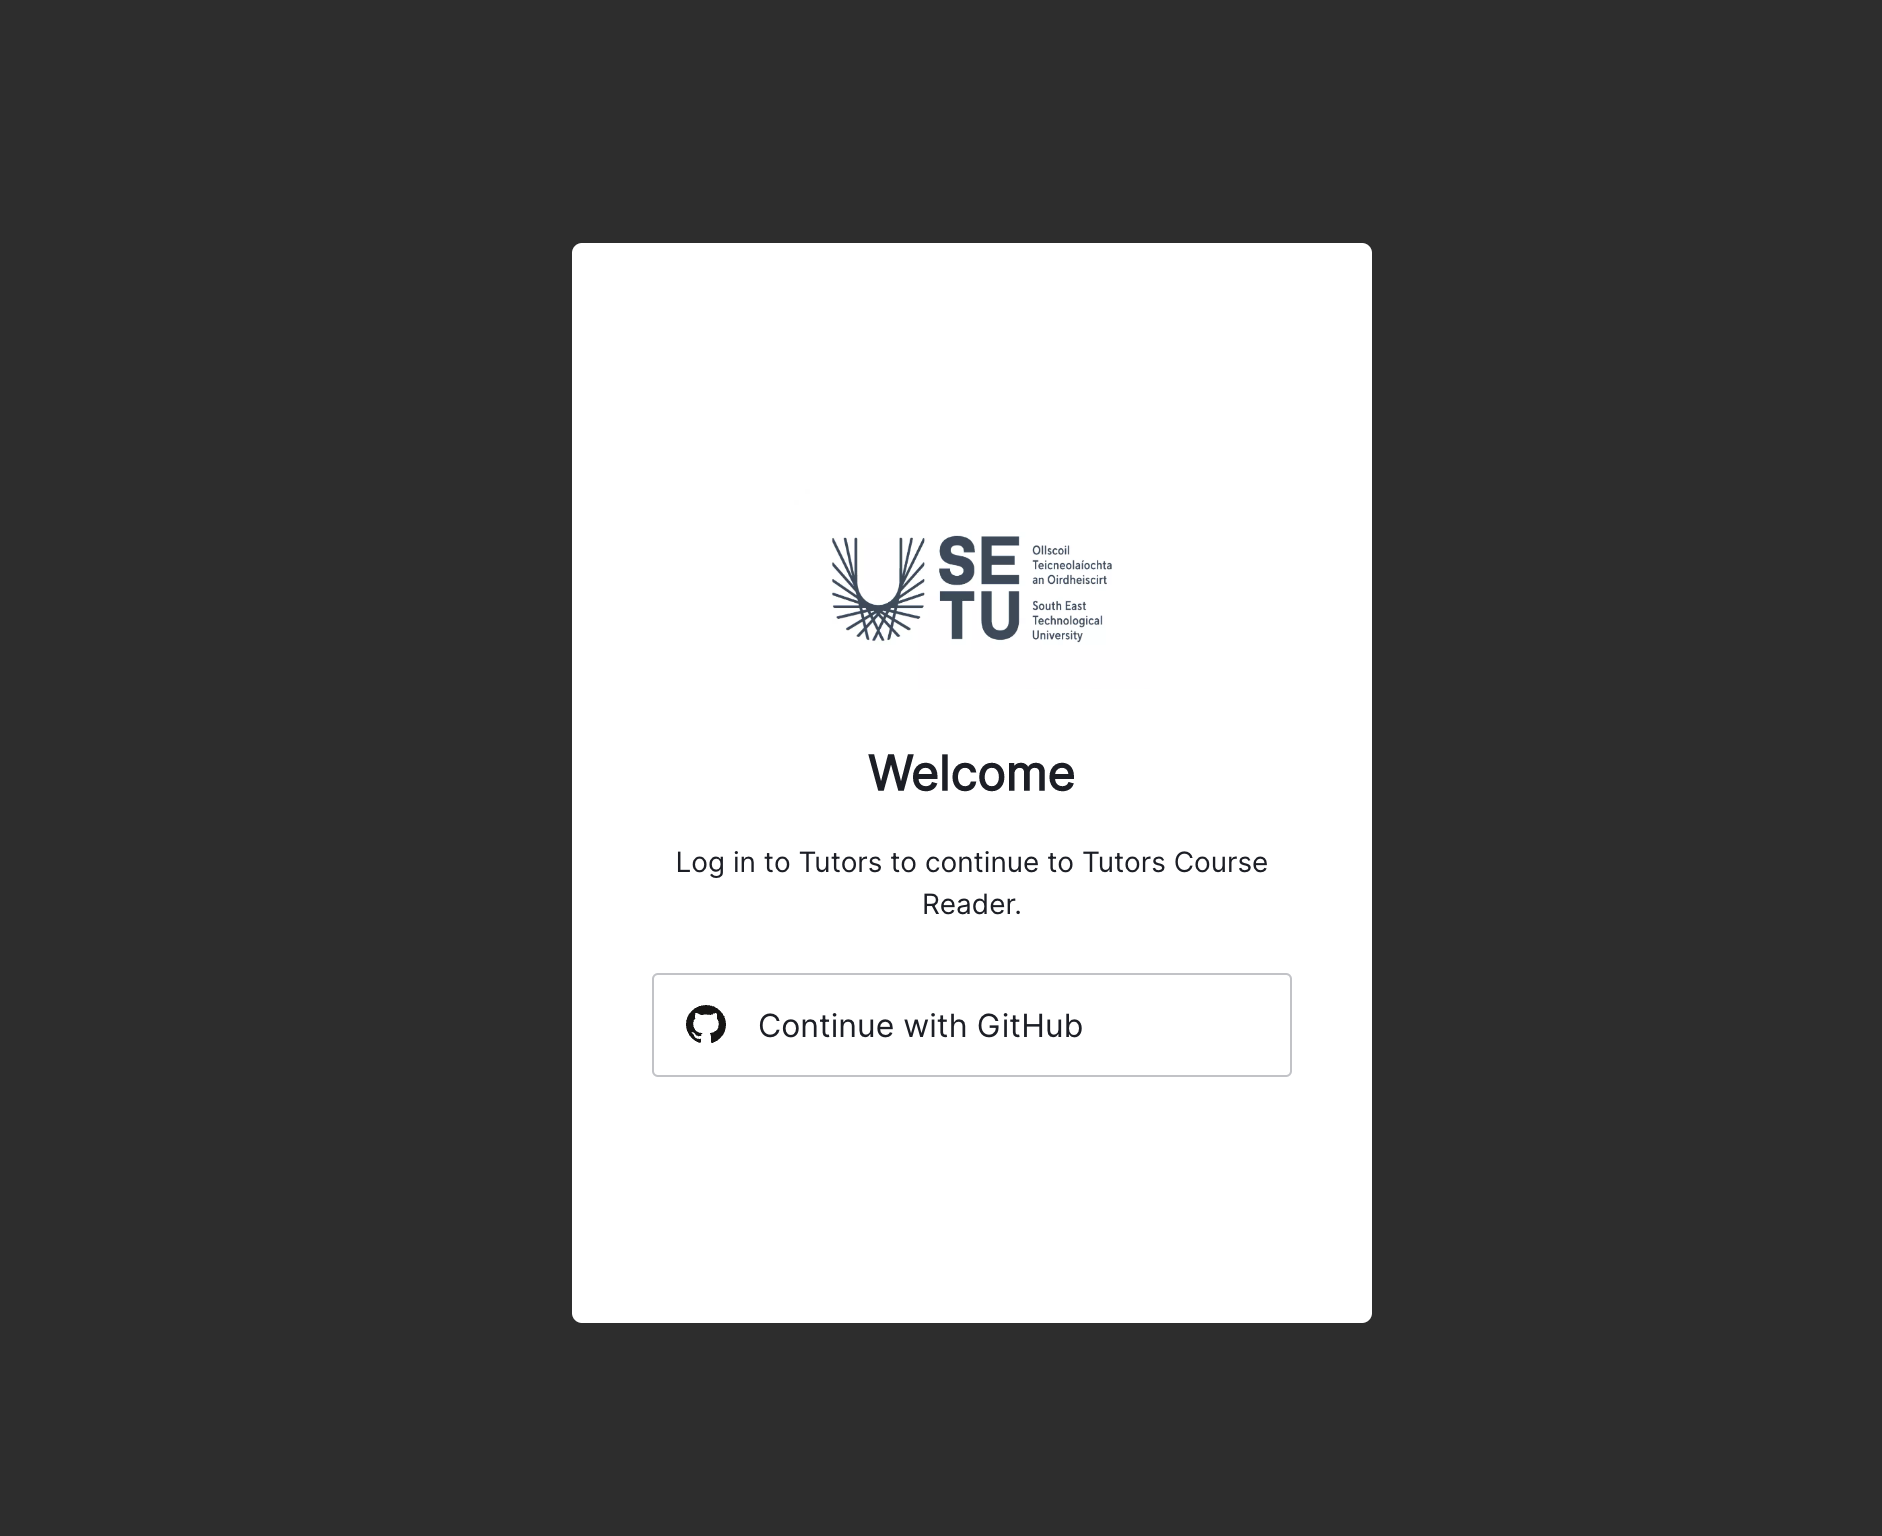 SE
TU
Ollscoil
Teicneolaíochta
an Oirdheiscirt
South East
Technological
University
Welcome
Log in to Tutors to continue to Tutors Course
Reader.
Continue with GitHub